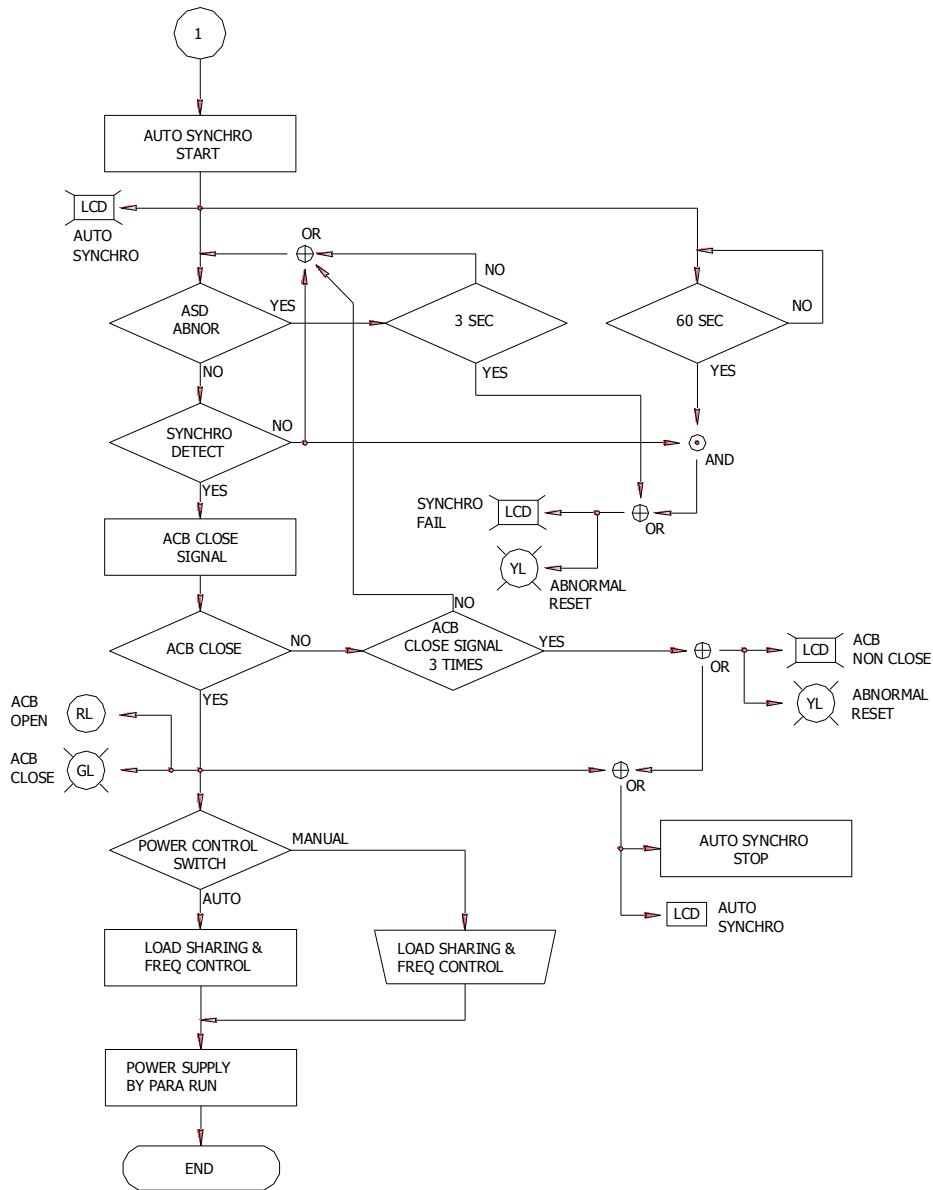 1
AUTO SYNCHRO
START
LCD
AUTO
SYNCHRO
OR
NO
ASD
ABNOR
YES
3 SEC
60 SEC
NO
NO
YES
YES
SYNCHRO
DETECT
NO
AND
YES
SYNCHRO
FAIL
LCD
OR
ACB CLOSE
SIGNAL
YL
ABNORMAL
RESET
NO
ACB CLOSE
NO
ACB
CLOSE SIGNAL
3 TIMES
YES
OR
LCD
ACB
NON CLOSE
YES
YL
ABNORMAL
RESET
ACB
OPEN
RL
ACB
CLOSE
GL
OR
POWER CONTROL
SWITCH
MANUAL
AUTO SYNCHRO
STOP
AUTO
LCD
AUTO
SYNCHRO
LOAD SHARING &
FREQ CONTROL
LOAD SHARING &
FREQ CONTROL
POWER SUPPLY
BY PARA RUN
END